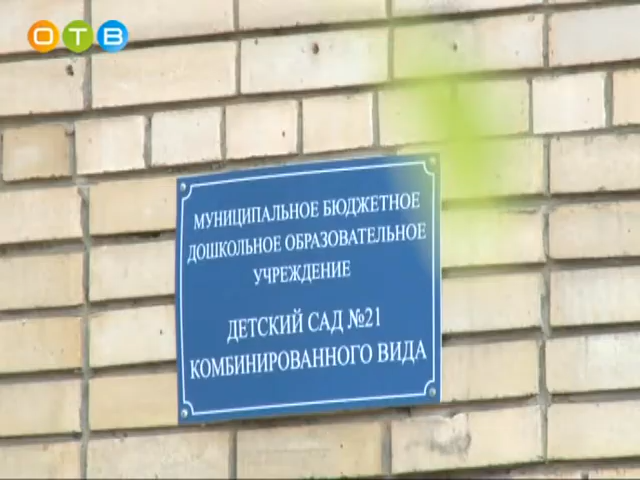 ОТВ
МУНИЦИПАЛЬНОЕ БЮДЖЕТНОЕ
ДОШКОЛЬНОЕ ОБРАЗОВАТЕЛЬНОЕ
УЧРЕЖДЕНИЕ
ДЕТСКИЙ САД №21
КОМБИНИРОВАННОГО ВИДА